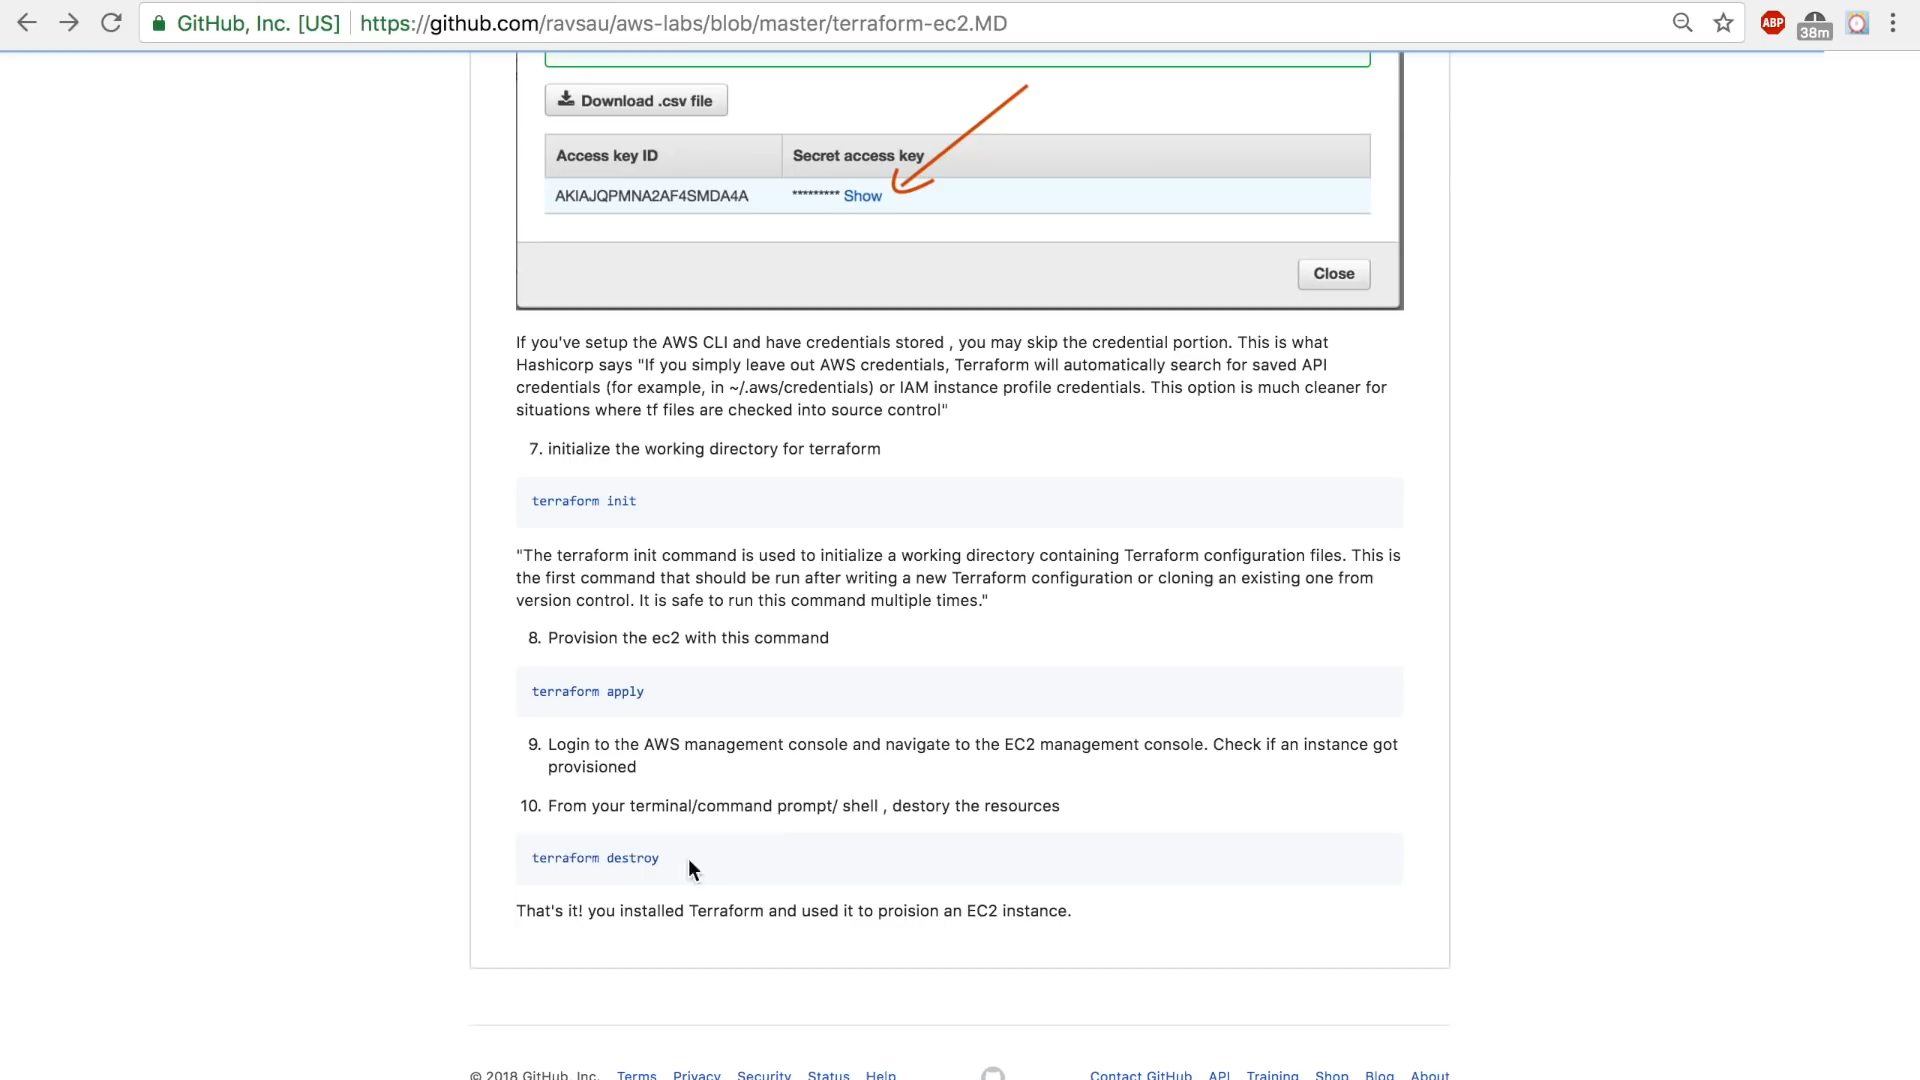 GitHub, Inc. [US] https://github.com/ravsau/aws-labs/blob/master/terraform-ec2.MD
ABP
38m
Download .csv file
Access key ID Secret access key
AKIAJQPMNA2AF4SMDA4A ********* Show
Close
If you've setup the AWS CLI and have credentials stored , you may skip the credential portion. This is what
Hashicorp says "If you simply leave out AWS credentials, Terraform will automatically search for saved API
credentials (for example, in ~/.aws/credentials) or IAM instance profile credentials. This option is much cleaner for
situations where tf files are checked into source control"
7. initialize the working directory for terraform
terraform init
"The terraform init command is used to initialize a working directory containing Terraform configuration files. This is
the first command that should be run after writing a new Terraform configuration or cloning an existing one from
version control. It is safe to run this command multiple times."
8. Provision the ec2 with this command
terraform apply
9. Login to the AWS management console and navigate to the EC2 management console. Check if an instance got
provisioned
10. From your terminal/command prompt/ shell , destory the resources
terraform destroy
That's it! you installed Terraform and used it to proision an EC2 instance.
© 2018 GitHub, Inc. Terms Privacy Security Status Help Contact GitHub API Training Shop Blog About